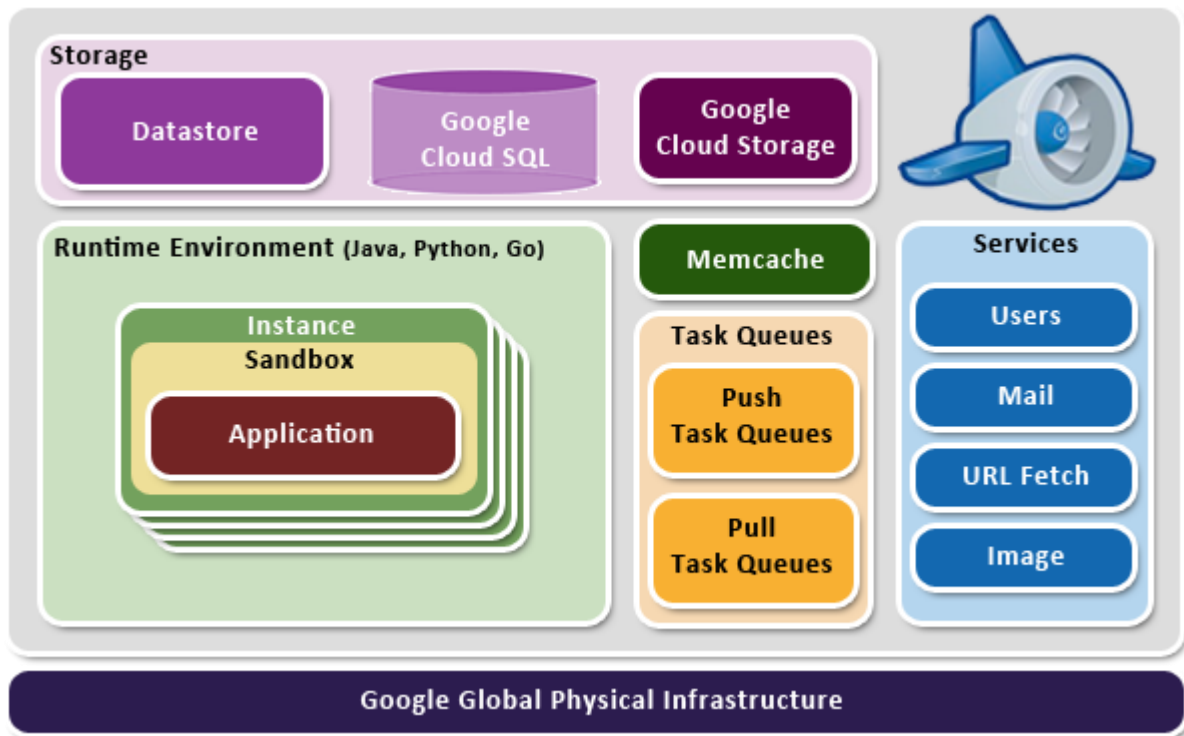 Storage
Datastore
Google
Cloud SQL
Google
Cloud Storage
Runtime Environment (Java, Python, Go)
Instance
Sandbox
Application
Memcache
Task Queues
Push
Task Queues
Pull
Task Queues
Services
Users
Mail
URL Fetch
Image
Google Global Physical Infrastructure